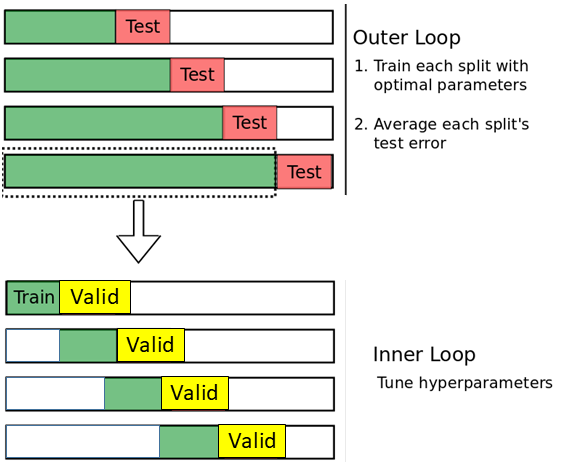 Test
Outer Loop
1. Train each split with
optimal parameters
Test
Test
2. Average each split's
test error
Test
Train
Valid
Valid
Inner Loop
Tune hyperparameters
Valid
Valid